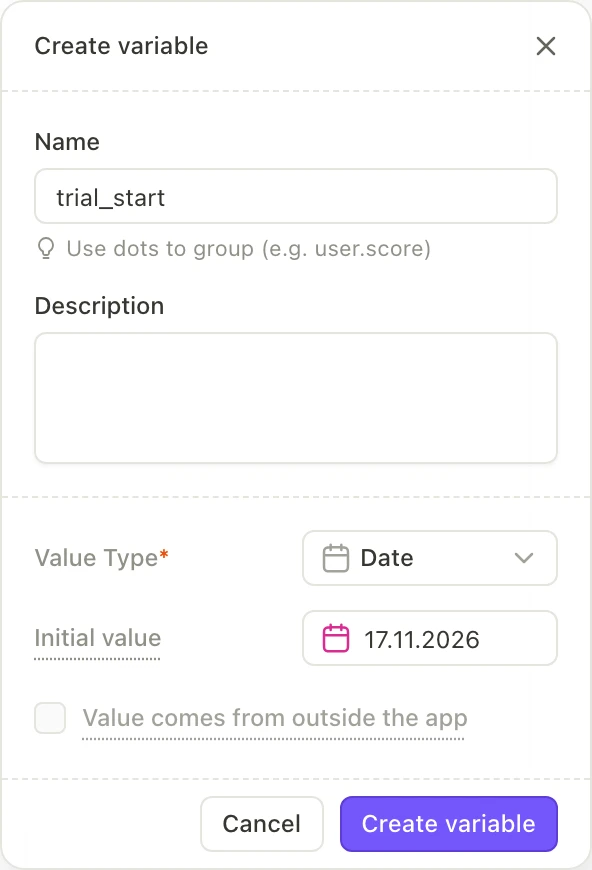 Create variable
Name
trial_start
Use dots to group (e.g. user.score)
Description
Value Type*
Date
Initial value
17.11.2026
Value comes from outside the app
Cancel
Create variable